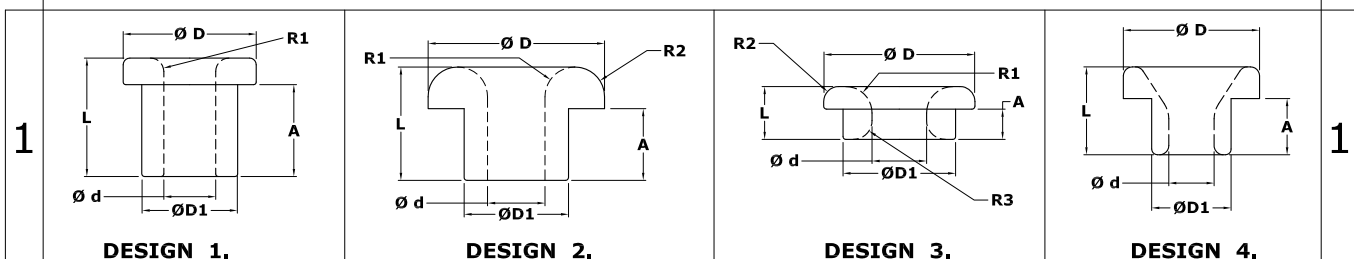 1
Ø D
R1
L
A
Ø d
ØD1
DESIGN 1.
Ø D
R1
R2
L
A
Ø d
ØD1
DESIGN 2.
R2
Ø D
R1
A
L
Ø d
ØD1
R3
DESIGN 3.
Ø D
L
A
Ø d
ØD1
DESIGN 4.
1